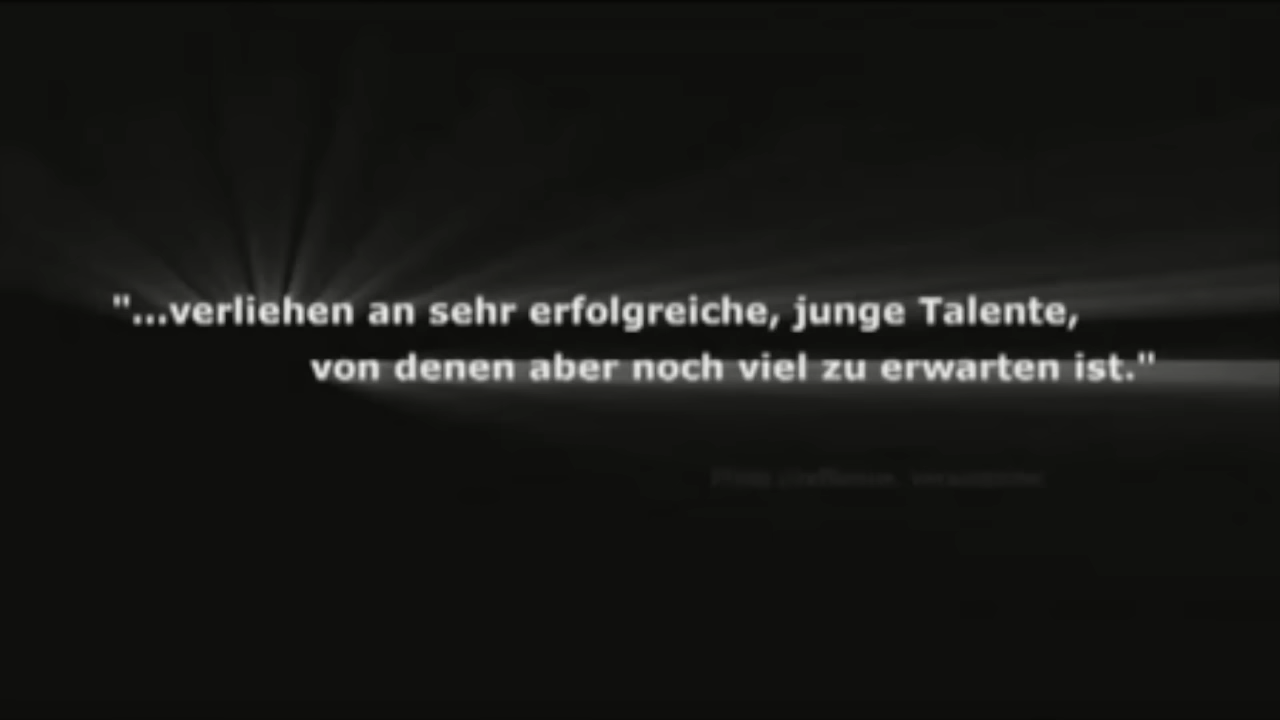 "...verliehen an sehr erfolgreiche, junge Talente,
von denen aber noch viel zu erwarten ist."